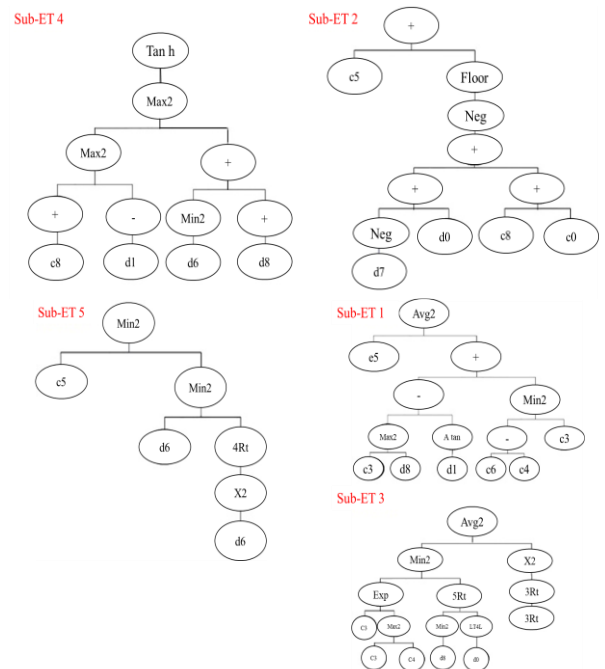 Sub-ET 4
Tan h
Max2
Max2 +
+ - Min2 +
c8 d1 d6 d8
Sub-ET 2
+
c5 Floor
Neg
+
+ +
Neg d0 c8 c0
d7
Sub-ET 5
Min2
c5 Min2
d6 4Rt
X2
d6
Sub-ET 1
Avg2
e5 +
- Min2
Max2 A tan - c3
c3 d8 d1 c6 c4
Sub-ET 3
Avg2
Min2 X2
Exp 5Rt 3Rt
C3 Max2 Min2 LT4L 3Rt
C3 C4 d8 d0